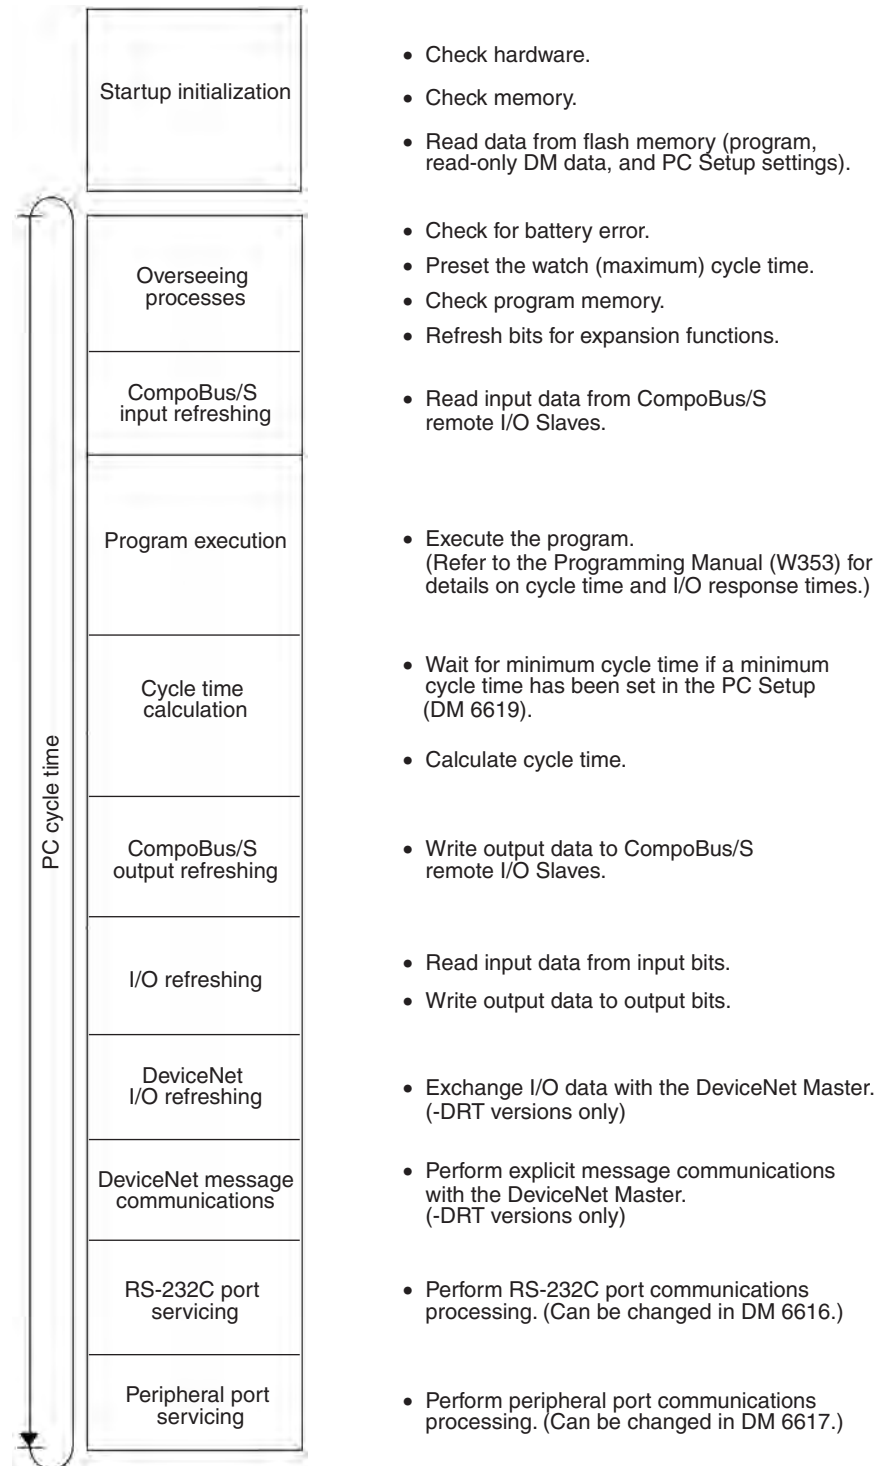 Startup initialization
• Check hardware.
• Check memory.
• Read data from flash memory (program,
read-only DM data, and PC Setup settings).
PC cycle time
Overseeing
processes
• Check for battery error.
• Preset the watch (maximum) cycle time.
• Check program memory.
• Refresh bits for expansion functions.
CompoBus/S
input refreshing
• Read input data from CompoBus/S
remote I/O Slaves.
Program execution
• Execute the program.
(Refer to the Programming Manual (W353) for
details on cycle time and I/O response times.)
Cycle time
calculation
• Wait for minimum cycle time if a minimum
cycle time has been set in the PC Setup
(DM 6619).
• Calculate cycle time.
CompoBus/S
output refreshing
• Write output data to CompoBus/S
remote I/O Slaves.
I/O refreshing
• Read input data from input bits.
• Write output data to output bits.
DeviceNet
I/O refreshing
• Exchange I/O data with the DeviceNet Master.
(-DRT versions only)
DeviceNet message
communications
• Perform explicit message communications
with the DeviceNet Master.
(-DRT versions only)
RS-232C port
servicing
• Perform RS-232C port communications
processing. (Can be changed in DM 6616.)
Peripheral port
servicing
• Perform peripheral port communications
processing. (Can be changed in DM 6617.)